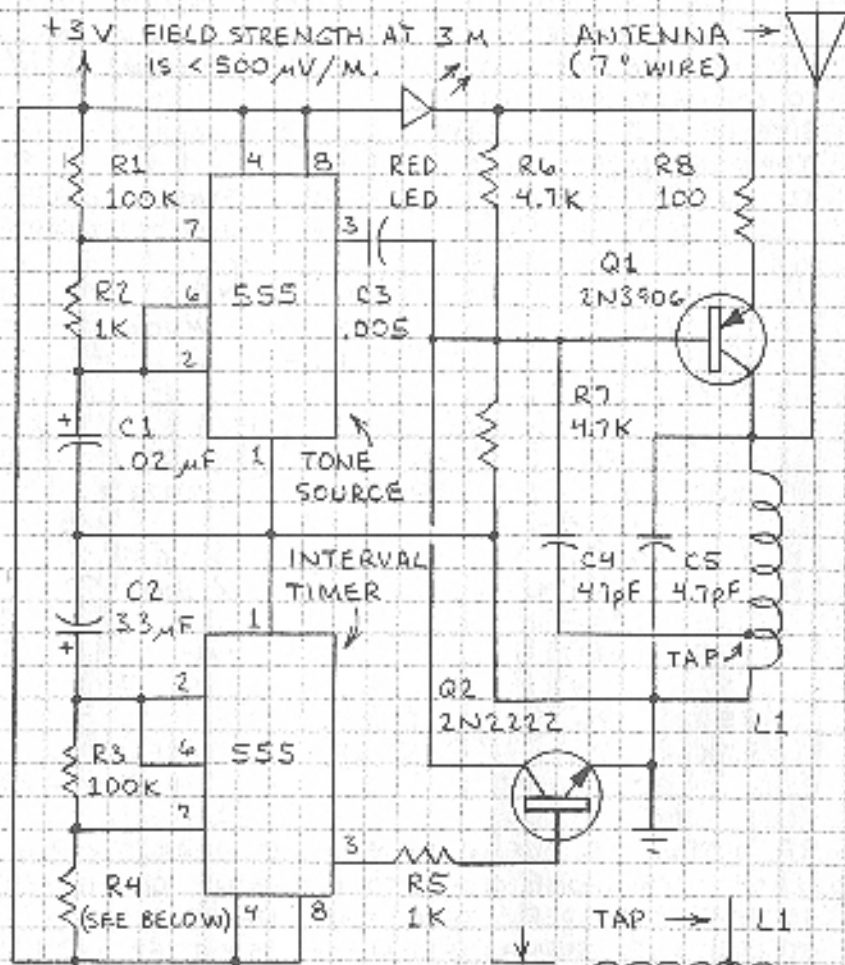 +3V FIELD STRENGTH AT 3 M
IS < 500 μV/M.
ANTENNA →
(7" WIRE)
R1
100K
4
8
RED
LED
R6
4.7K
R8
100
7
3
Q1
2N3906
R2
1K
6
555
C3
.005
2
R7
4.7K
+
C1
.02 μF
1
TONE
SOURCE
INTERVAL
TIMER
C4
47pF
C5
4.7pF
C2
3.3 μF
+
1
TAP
2
Q2
2N2222
L1
R3
100K
6
555
7
3
R4
(SEE BELOW)
4
8
R5
1K
TAP →
L1